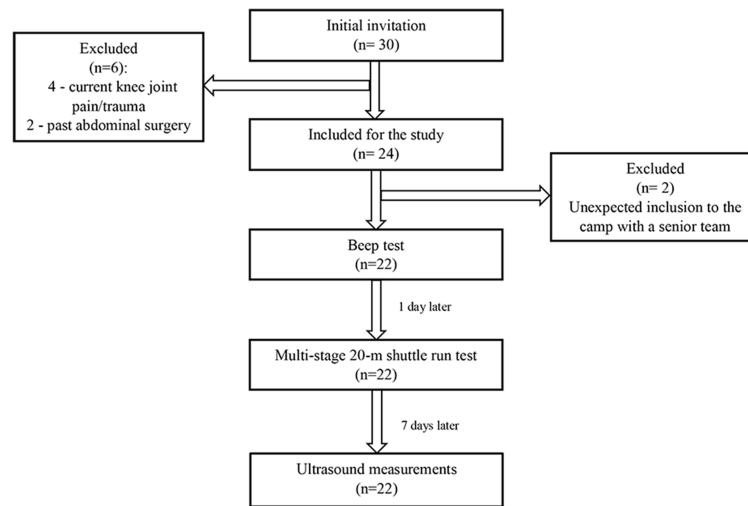 Initial invitation
(n= 30)
Excluded
(n=6):
4 - current knee joint
pain/trauma
2 - past abdominal surgery
Included for the study
(n= 24)
Excluded
(n= 2)
Unexpected inclusion to the
camp with a senior team
Beep test
(n=22)
1 day later
Multi-stage 20-m shuttle run test
(n=22)
7 days later
Ultrasound measurements
(n=22)